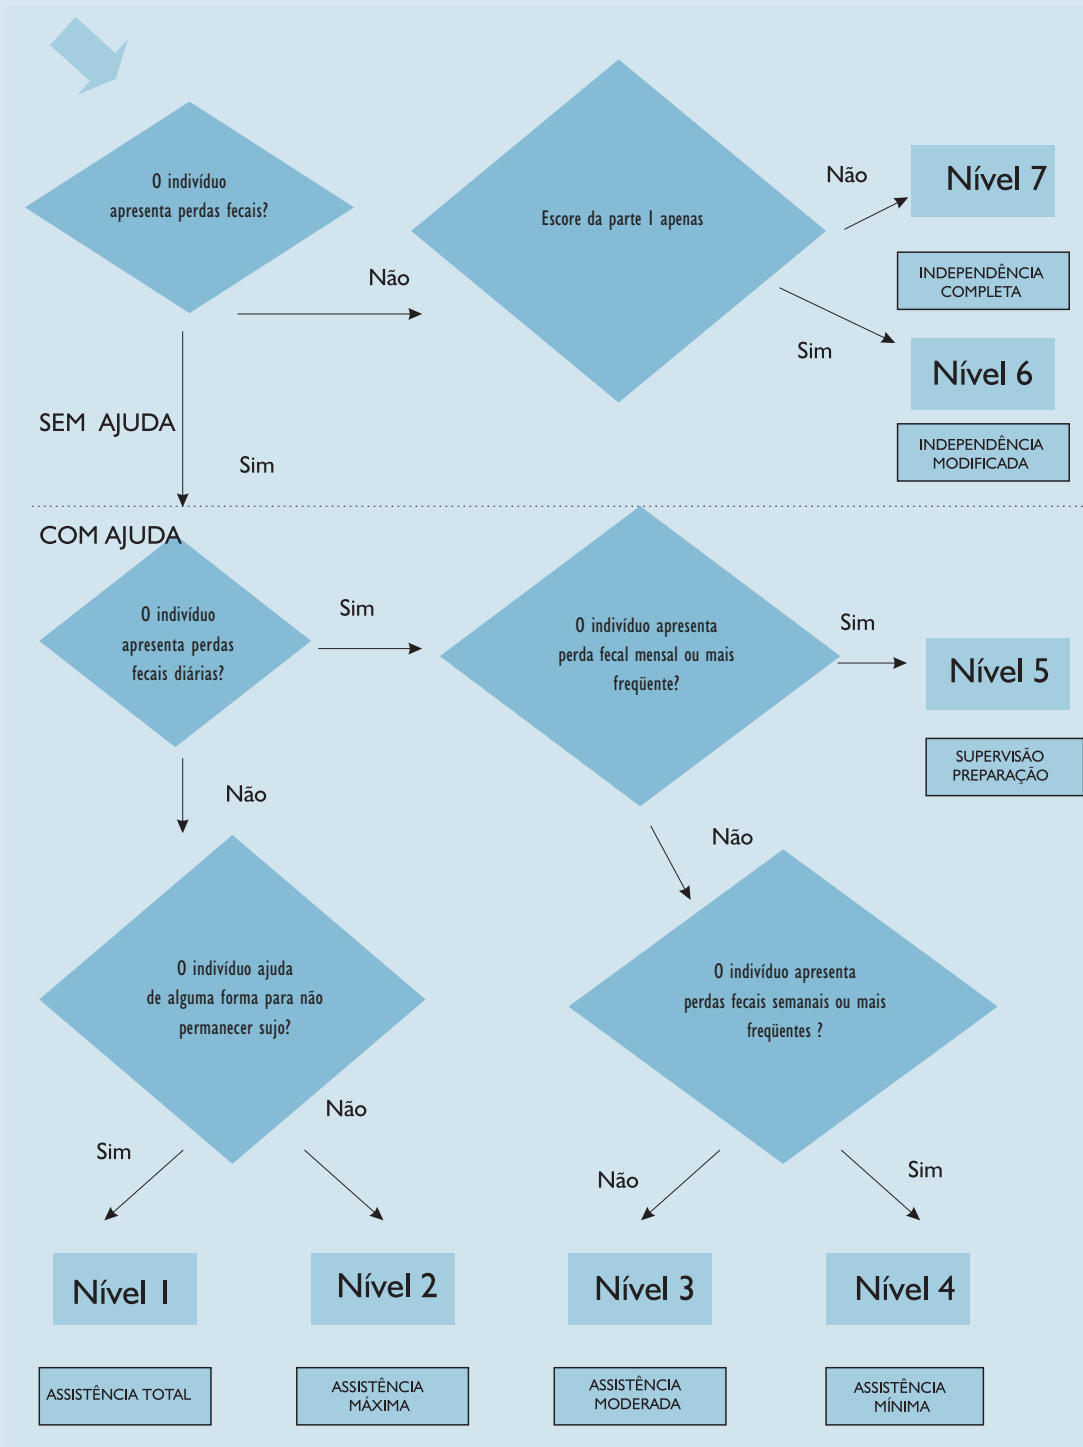 O indivíduo
apresenta perdas fecais?
Não
Escore da parte I apenas
Não
Nível 7
INDEPENDÊNCIA
COMPLETA
Sim
Nível 6
INDEPENDÊNCIA
MODIFICADA
SEM AJUDA
Sim
COM AJUDA
O indivíduo
apresenta perdas
fecais diárias?
Sim
O indivíduo apresenta
perda fecal mensal ou mais
freqüente?
Sim
Nível 5
SUPERVISÃO
PREPARAÇÃO
Não
Não
O indivíduo ajuda
de alguma forma para não
permanecer sujo?
O indivíduo apresenta
perdas fecais semanais ou mais
freqüentes ?
Sim
Não
Não
Sim
Nível 1
Nível 2
Nível 3
Nível 4
ASSISTÊNCIA TOTAL
ASSISTÊNCIA
MÁXIMA
ASSISTÊNCIA
MODERADA
ASSISTÊNCIA
MÍNIMA